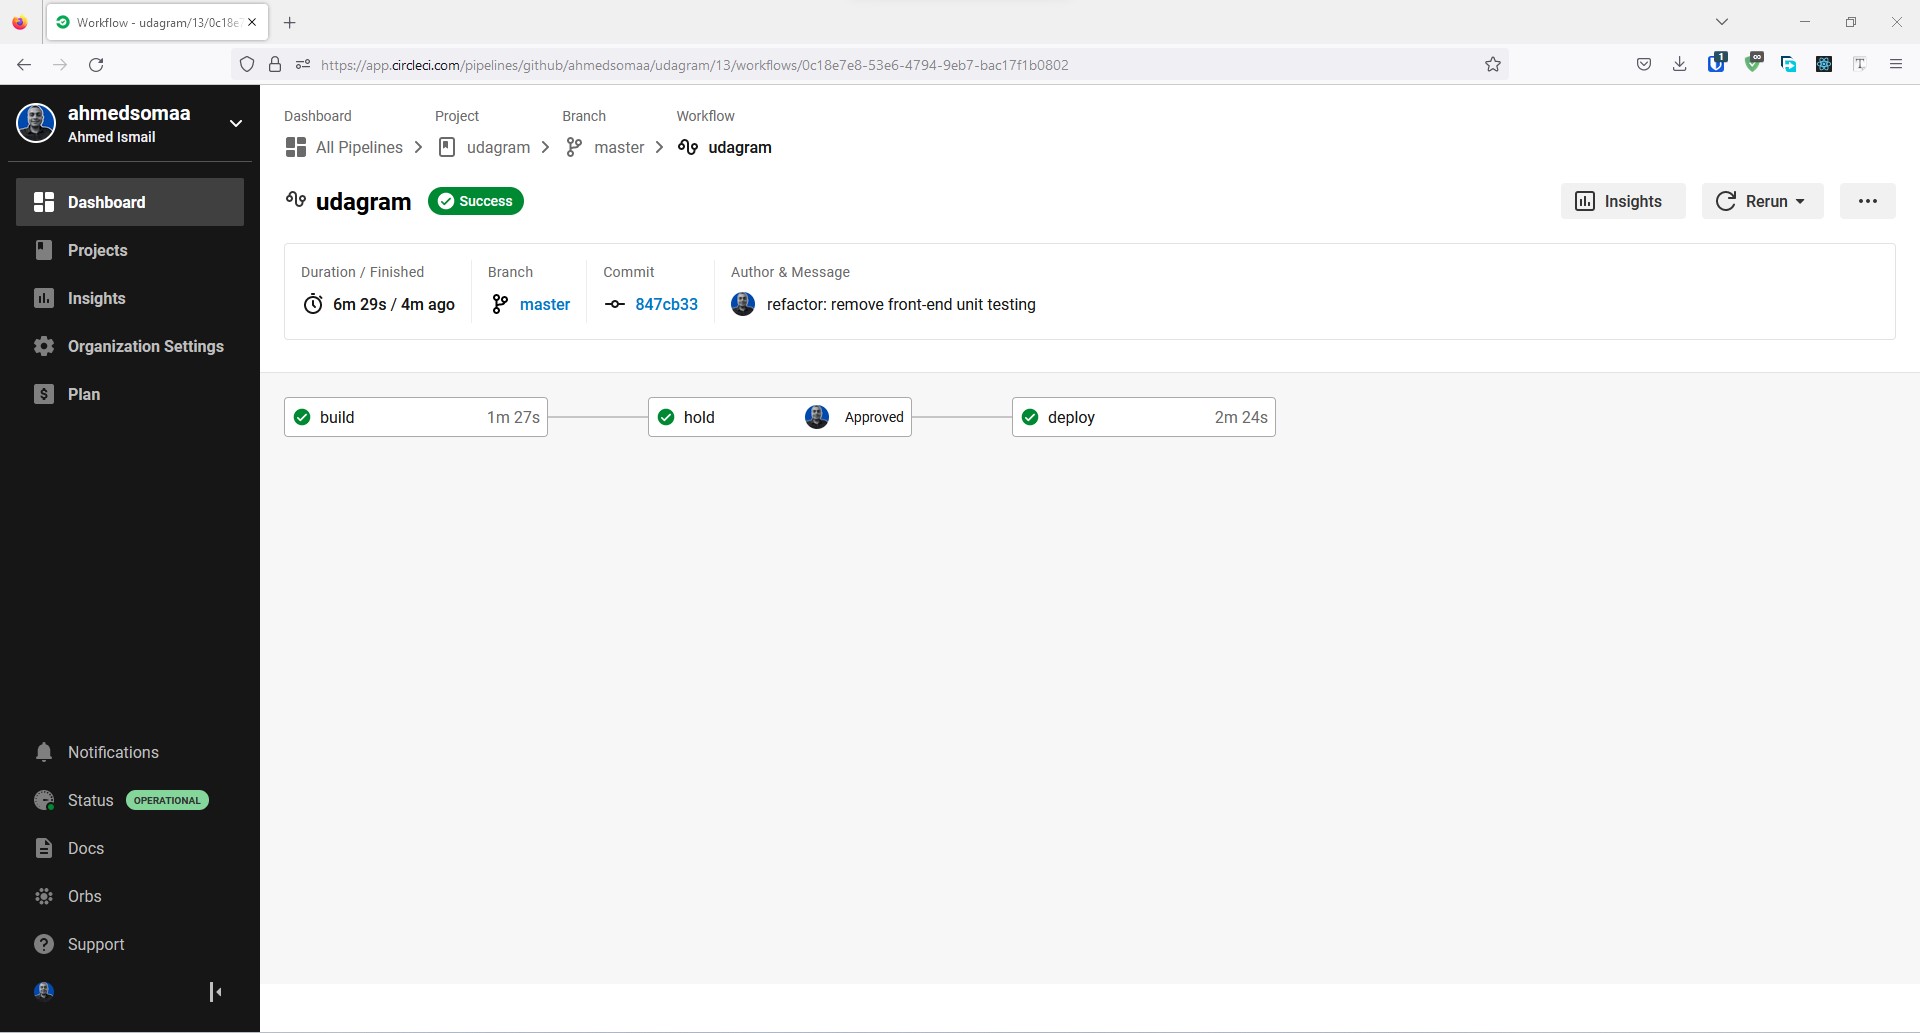 Workflow - udagram/13/0c18e7
https://app.circleci.com/pipelines/github/ahmedsomaa/udagram/13/workflows/0c18e7e8-53e6-4794-9eb7-bac17f1b0802
1
∞
T
ahmedsomaa
Ahmed Ismail
Dashboard
Projects
Insights
Organization Settings
Plan
Notifications
Status OPERATIONAL
Docs
Orbs
Support
Dashboard Project Branch Workflow
All Pipelines udagram master udagram
udagram Success
Insights Rerun
Duration / Finished Branch Commit Author & Message
6m 29s / 4m ago master 847cb33 refactor: remove front-end unit testing
build 1m 27s hold Approved deploy 2m 24s